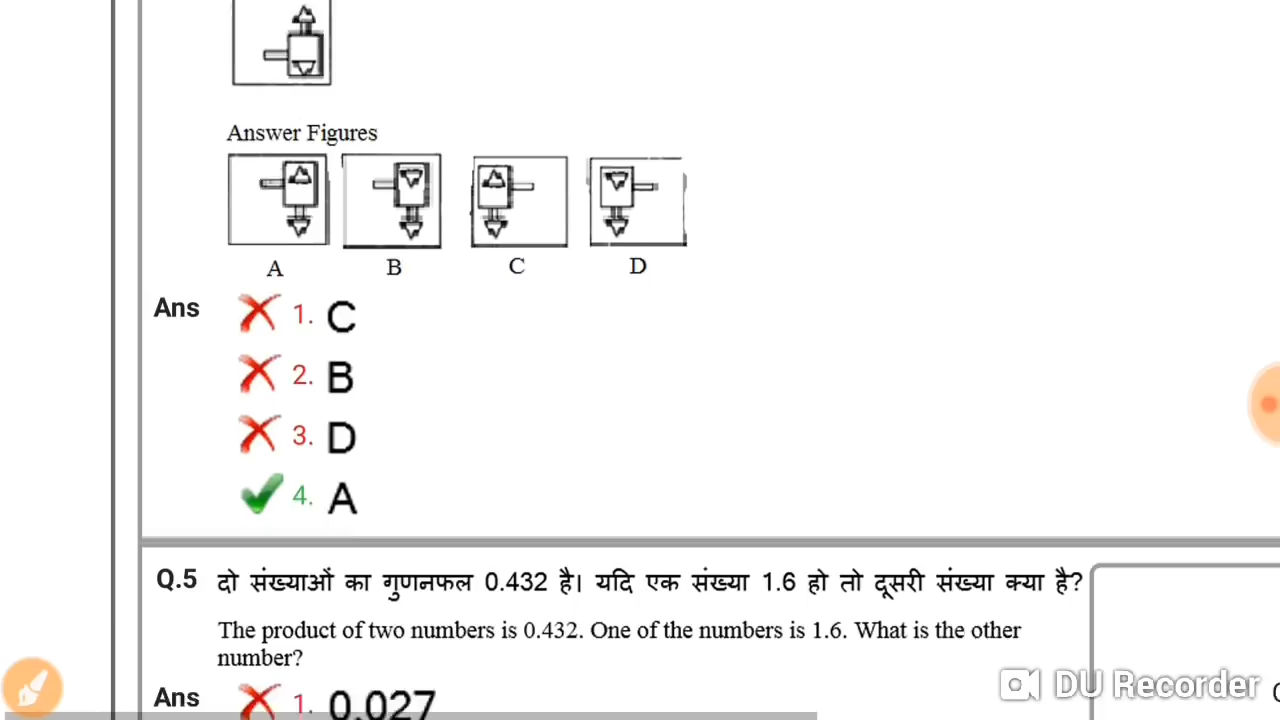 Answer Figures
A B C D
Ans 1. C
2. B
3. D
4. A
Q.5 दो संख्याओं का गुणनफल 0.432 है। यदि एक संख्या 1.6 हो तो दूसरी संख्या क्या है?
The product of two numbers is 0.432. One of the numbers is 1.6. What is the other
number?
Ans 1. 0.027
DU Recorder